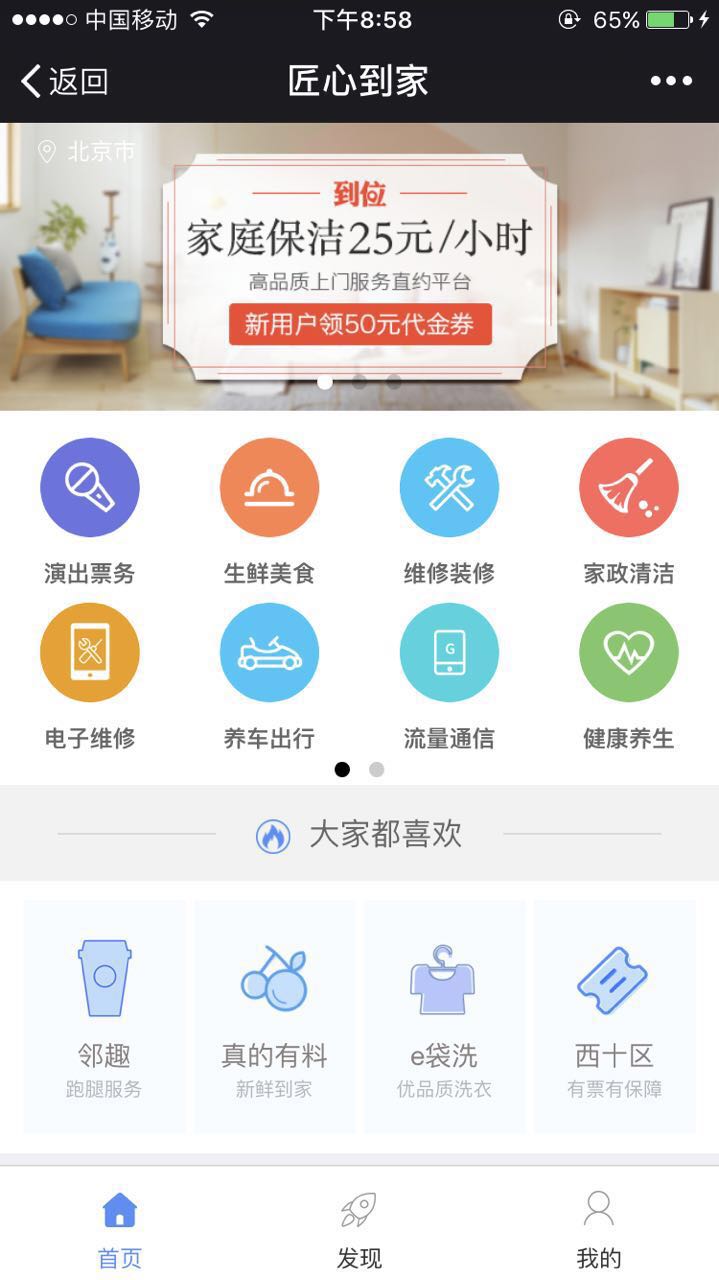 中国移动 下午8:58 65%
返回 匠心到家
北京市
到位
家庭保洁25元/小时
高品质上门服务直约平台
新用户领50元代金券
演出票务 生鲜美食 维修装修 家政清洁
G
电子维修 养车出行 流量通信 健康养生
大家都喜欢
邻趣 真的有料 e袋洗 西十区
跑腿服务 新鲜到家 优品质洗衣 有票有保障
首页 发现 我的